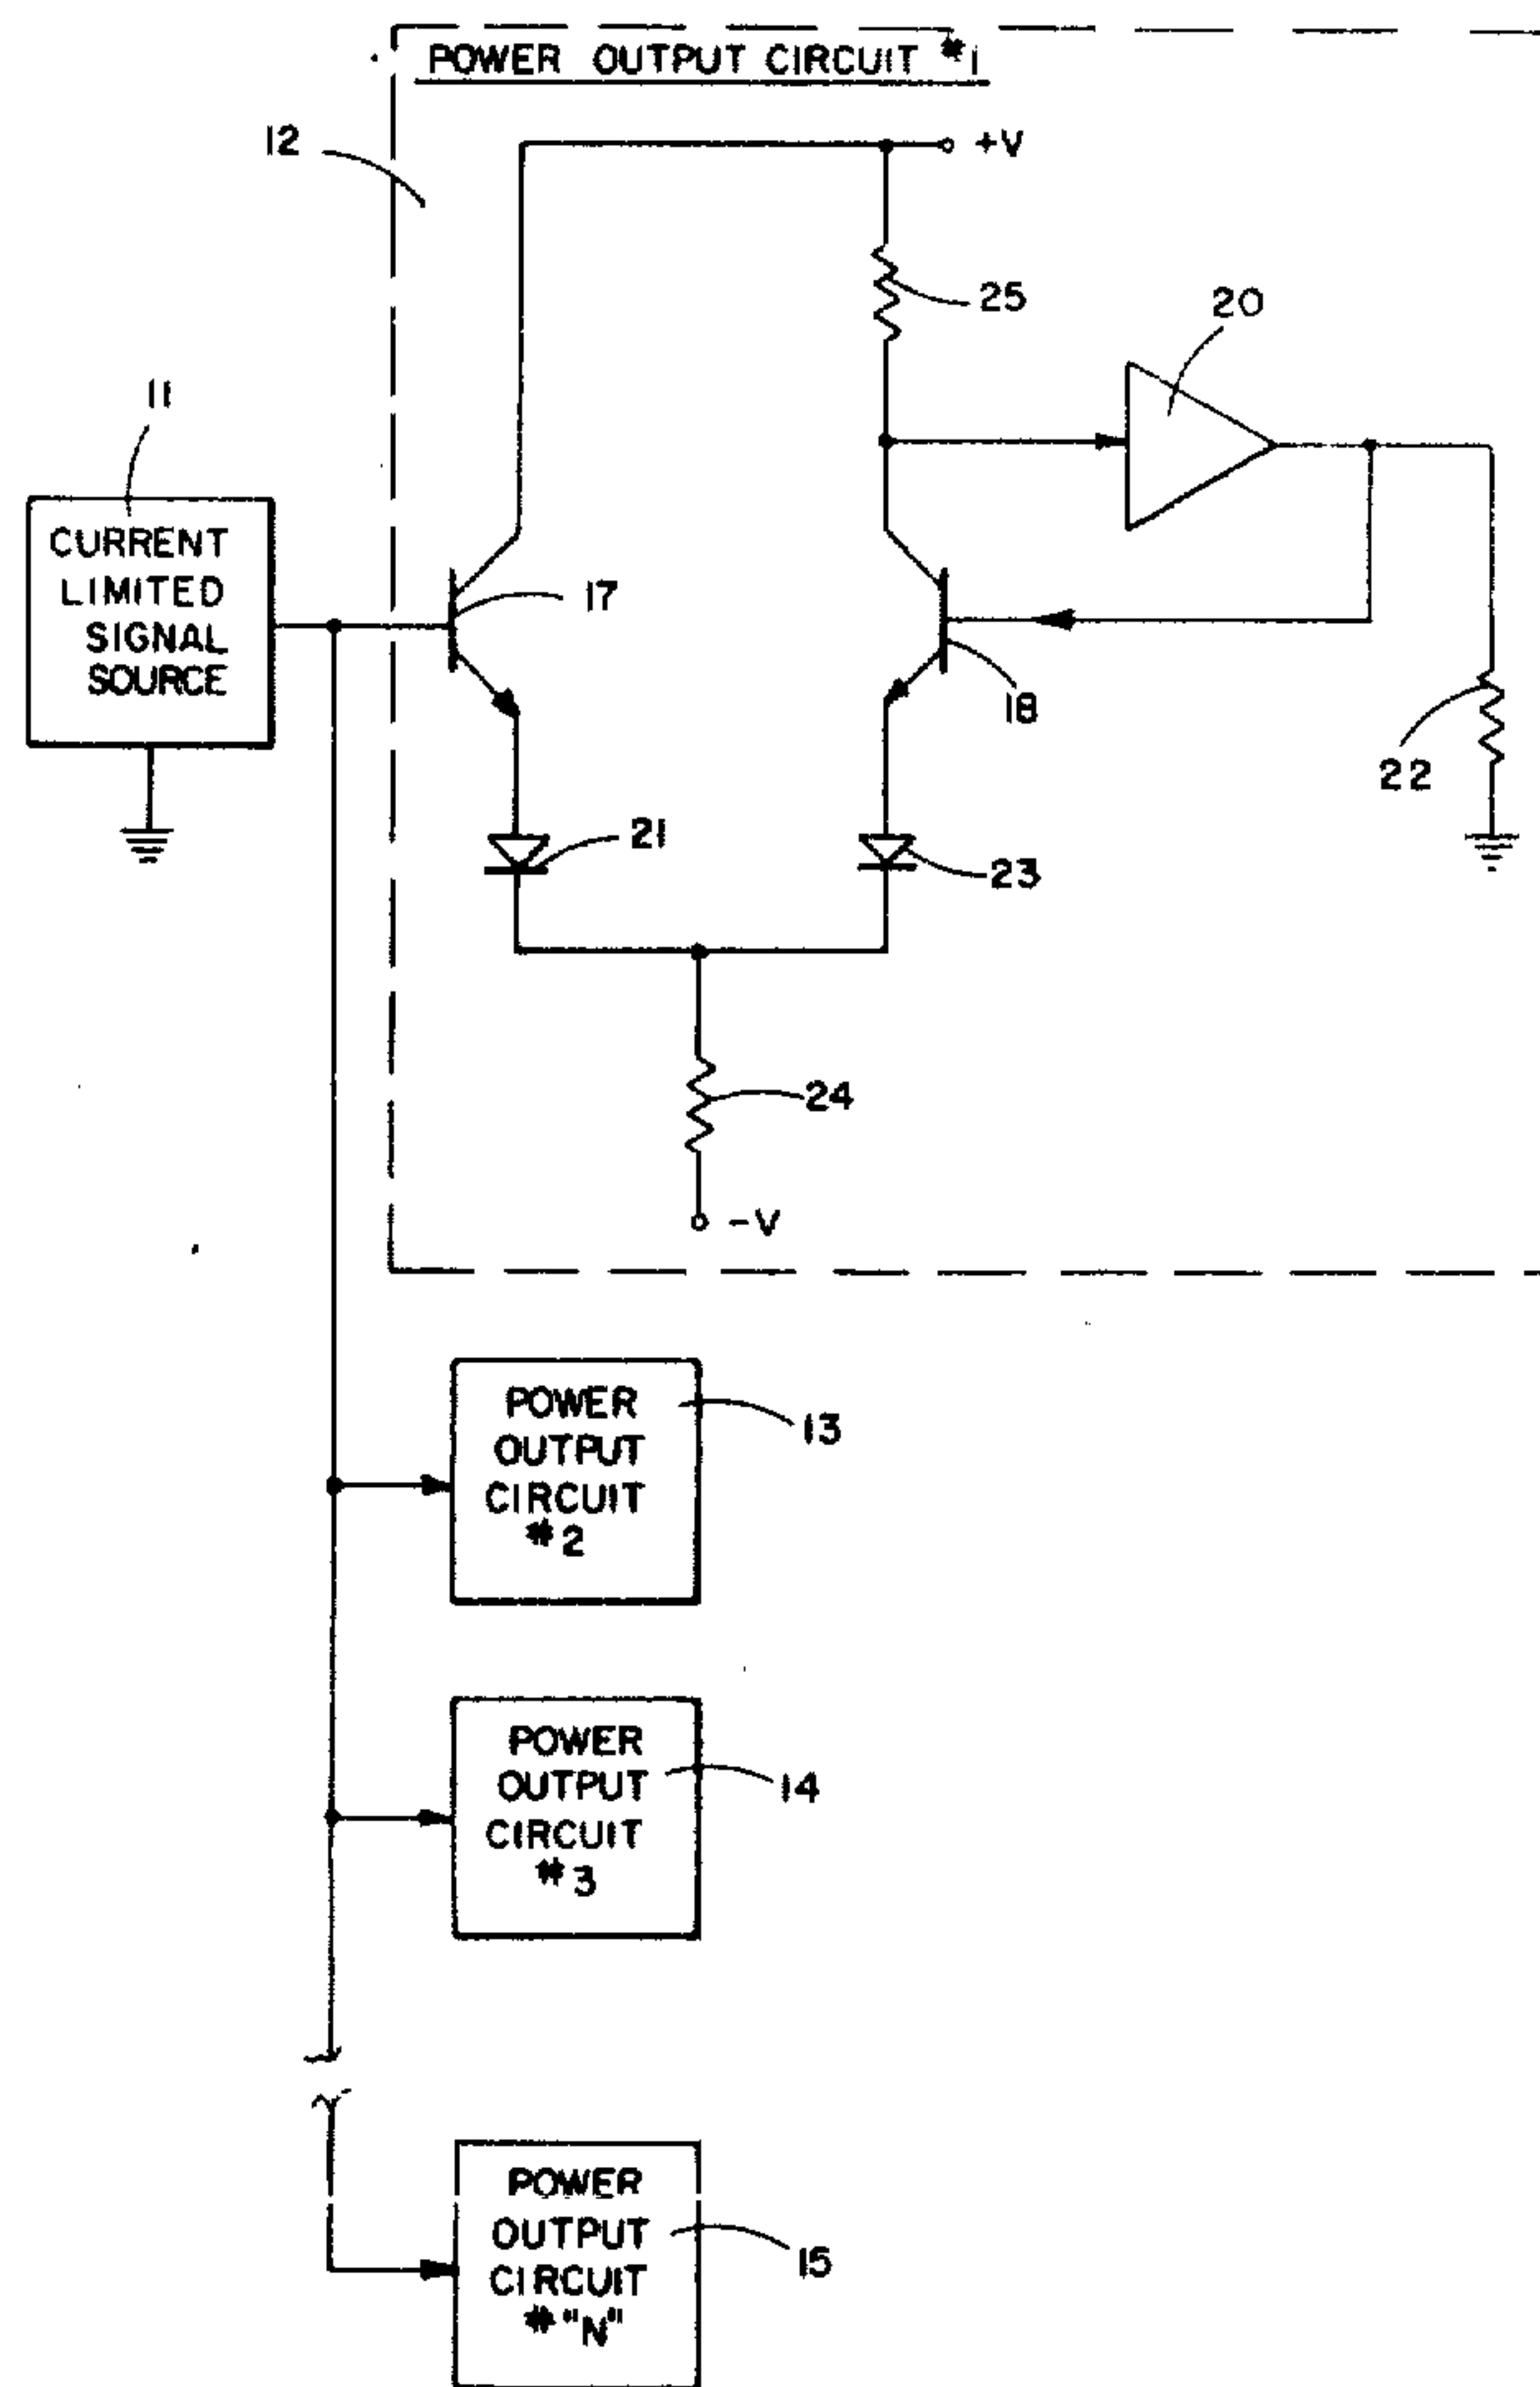 POWER OUTPUT CIRCUIT #1
12
+V
25
20
11
CURRENT
LIMITED
SIGNAL
SOURCE
17
18
22
21
23
24
-V
POWER
OUTPUT
CIRCUIT
#2
13
POWER
OUTPUT
CIRCUIT
#3
14
POWER
OUTPUT
CIRCUIT
#"N"
15